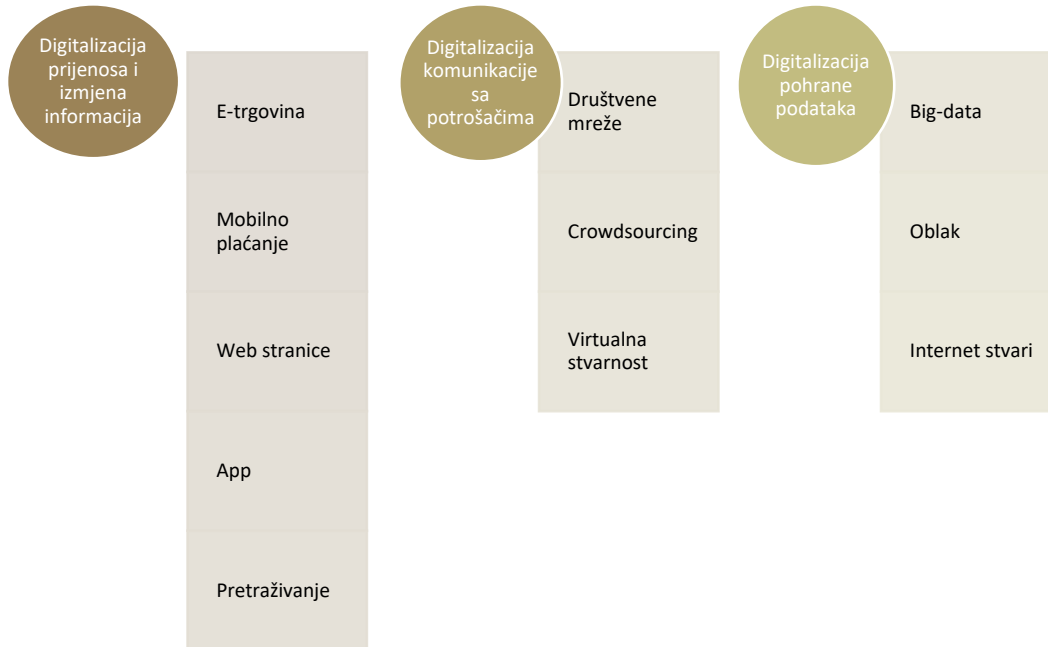 Digitalizacija
prijenosa i
izmjena
informacija
E-trgovina
Mobilno
plaćanje
Web stranice
App
Pretraživanje
Digitalizacija
komunikacije
sa
potrošačima
Društvene
mreže
Crowdsourcing
Virtualna
stvarnost
Digitalizacija
pohrane
podataka
Big-data
Oblak
Internet stvari